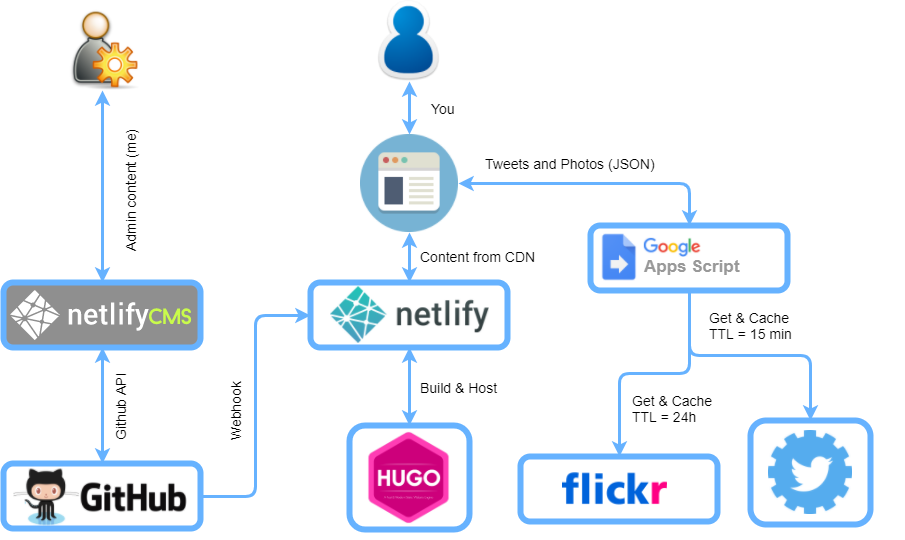 You
Admin content (me)
Tweets and Photos (JSON)
Google
Apps Script
Content from CDN
netlifyCMS
netlify
Get & Cache
TTL = 15 min
Github API
Webhook
Build & Host
Get & Cache
TTL = 24h
GitHub
HUGO
flickr